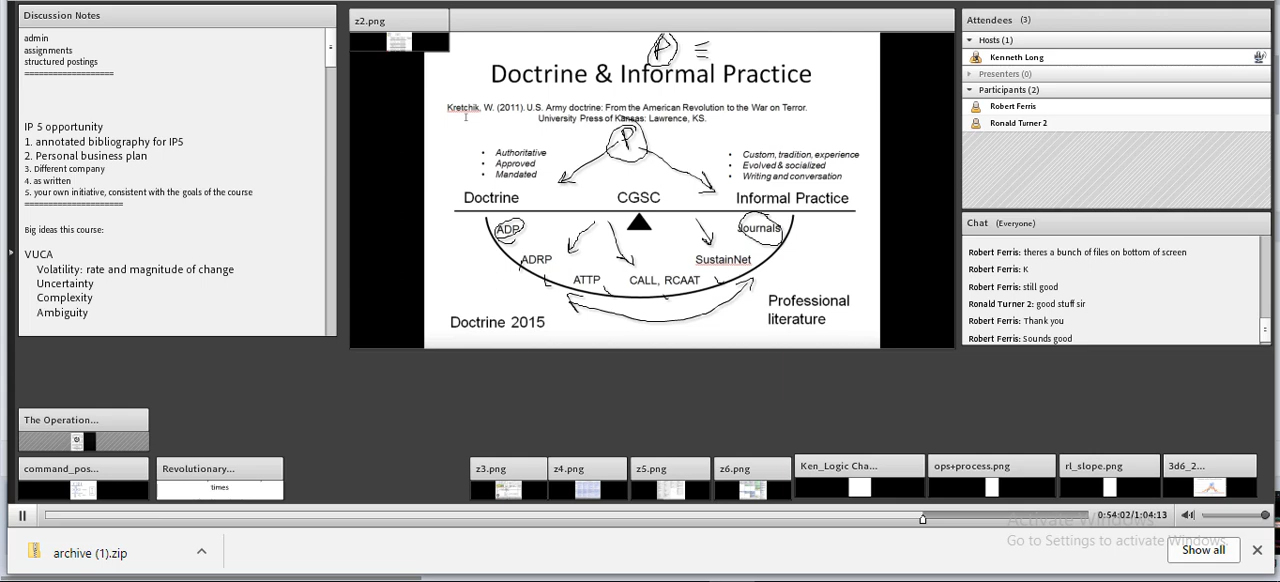 Discussion Notes
admin
assignments
structured postings
====================
IP 5 opportunity
1. annotated bibliography for IP5
2. Personal business plan
3. Different company
4. as written
5. your own initiative, consistent with the goals of the course
======================
Big ideas this course:
VUCA
Volatility: rate and magnitude of change
Uncertainty
Complexity
Ambiguity
z2.png
P
Doctrine & Informal Practice
Kretchik, W. (2011). U.S. Army doctrine: From the American Revolution to the War on Terror.
University Press of Kansas: Lawrence, KS.
P
• Authoritative
• Approved
• Mandated
• Custom, tradition, experience
• Evolved & socialized
• Writing and conversation
Doctrine
CGSC
Informal Practice
ADP
Journals
ADRP
SustainNet
ATTP
CALL, RCAAT
Doctrine 2015
Professional
literature
Attendees (3)
Hosts (1)
Kenneth Long
Presenters (0)
Participants (2)
Robert Ferris
Ronald Turner 2
Chat (Everyone)
Robert Ferris: theres a bunch of files on bottom of screen
Robert Ferris: K
Robert Ferris: still good
Ronald Turner 2: good stuff sir
Robert Ferris: Thank you
Robert Ferris: Sounds good
The Operation...
command_pos...
Revolutionary...
times
z3.png
z4.png
z5.png
z6.png
Ken_Logic Cha...
ops+process.png
rl_slope.png
3d6_2...
0:54:02/1:04:13
Activate Windows
Go to Settings to activate Windows.
archive (1).zip
Show all